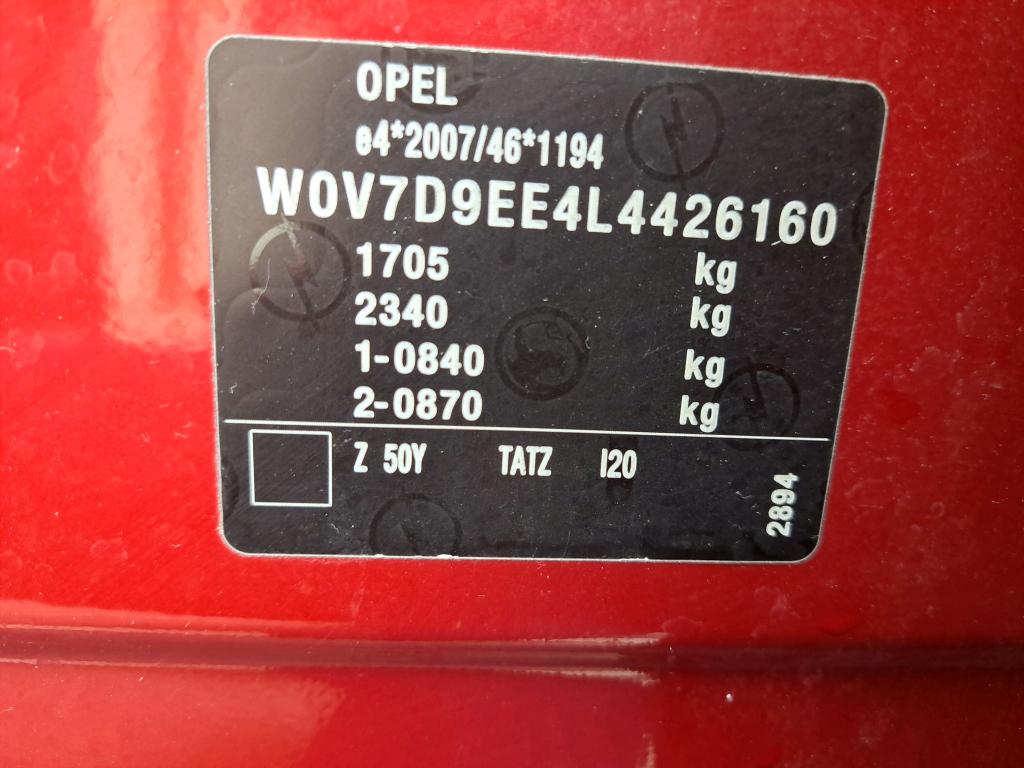 OPEL
e4*2007/46*1194
W0V7D9EE4L4426160
1705 kg
2340 kg
1-0840 kg
2-0870 kg
Z 50Y TATZ I20
2894